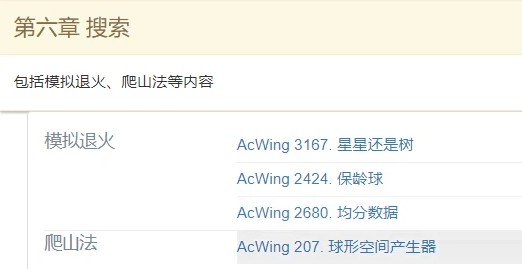 第六章 搜索
包括模拟退火、爬山法等内容
模拟退火
AcWing 3167. 星星还是树
AcWing 2424. 保龄球
AcWing 2680. 均分数据
爬山法
AcWing 207. 球形空间产生器